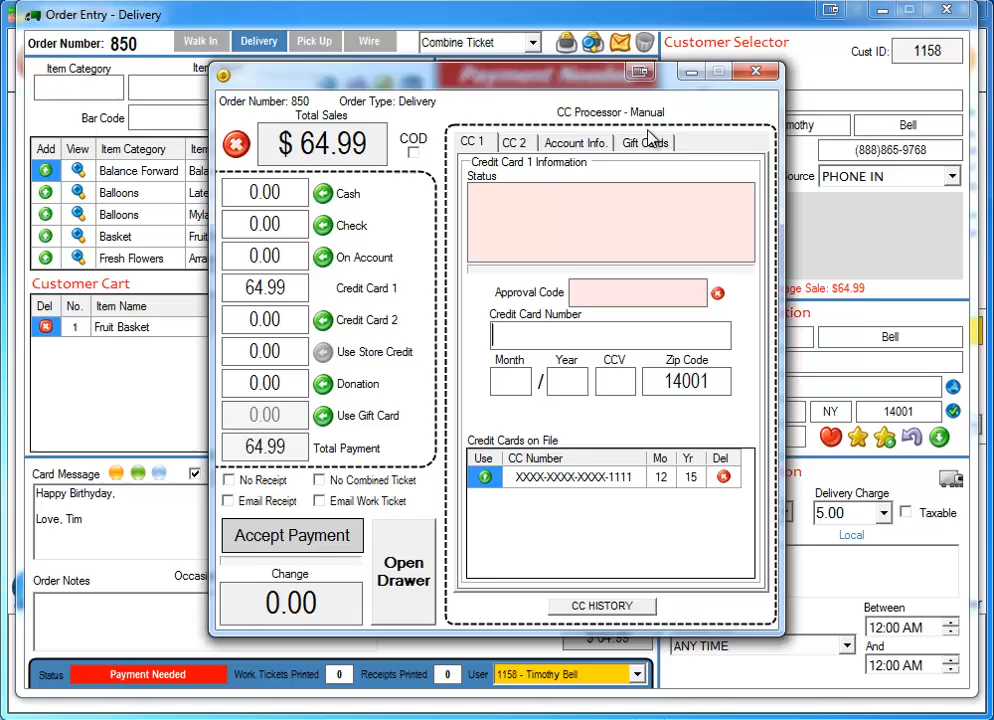 Order Entry - Delivery
Order Number: 850
Walk In
Delivery
Pick Up
Wire
Combine Ticket
Customer Selector
Cust ID:
1158
Item Category
Bar Code
Bell
(888)865-9768
PHONE IN
Add
View
Item Category
Balance Forward
Balloons
Balloons
Basket
Fresh Flowers
Customer Cart
Del
No.
Item Name
1
Fruit Basket
Card Message
Happy Birthyday,
Love, Tim
Order Notes
Status
Payment Needed
Work Tickets Printed
0
Receipts Printed
0
User
1158 - Timothy Bell
Payment Needed
Order Number: 850
Order Type: Delivery
Total Sales
$ 64.99
COD
0.00
Cash
0.00
Check
0.00
On Account
64.99
Credit Card 1
0.00
Credit Card 2
0.00
Use Store Credit
0.00
Donation
0.00
Use Gift Card
64.99
Total Payment
No Receipt
No Combined Ticket
Email Receipt
Email Work Ticket
Accept Payment
Open
Drawer
Change
0.00
CC Processor - Manual
CC 1
CC 2
Account Info.
Gift Cards
Credit Card 1 Information
Status
Approval Code
Credit Card Number
Month
Year
CCV
Zip Code
/
14001
Credit Cards on File
Use
CC Number
Mo
Yr
Del
XXXX-XXXX-XXXX-1111
12
15
CC HISTORY
Sale: $64.99
Bell
NY
14001
Delivery Charge
5.00
Taxable
Local
Between
12:00 AM
And
12:00 AM
ANY TIME